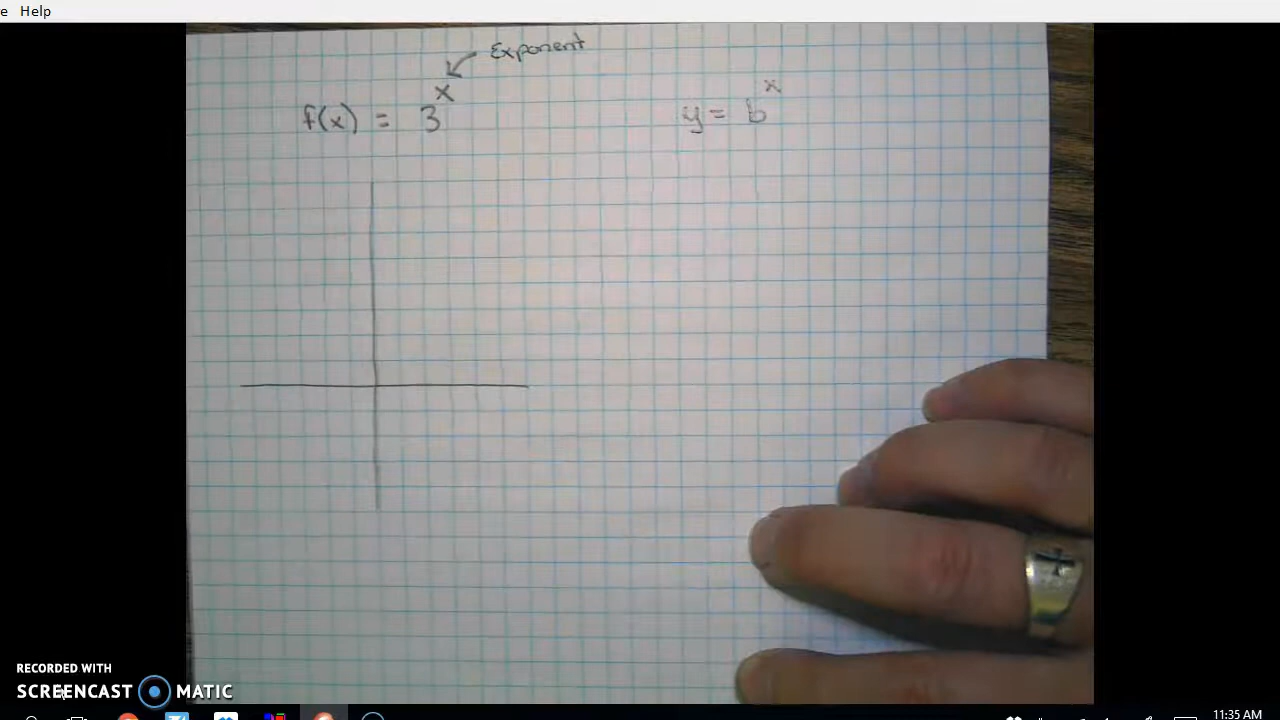 Help
Exponent
f(x) = 3^x
y = b^x
RECORDED WITH
SCREENCAST MATIC
11:35 AM